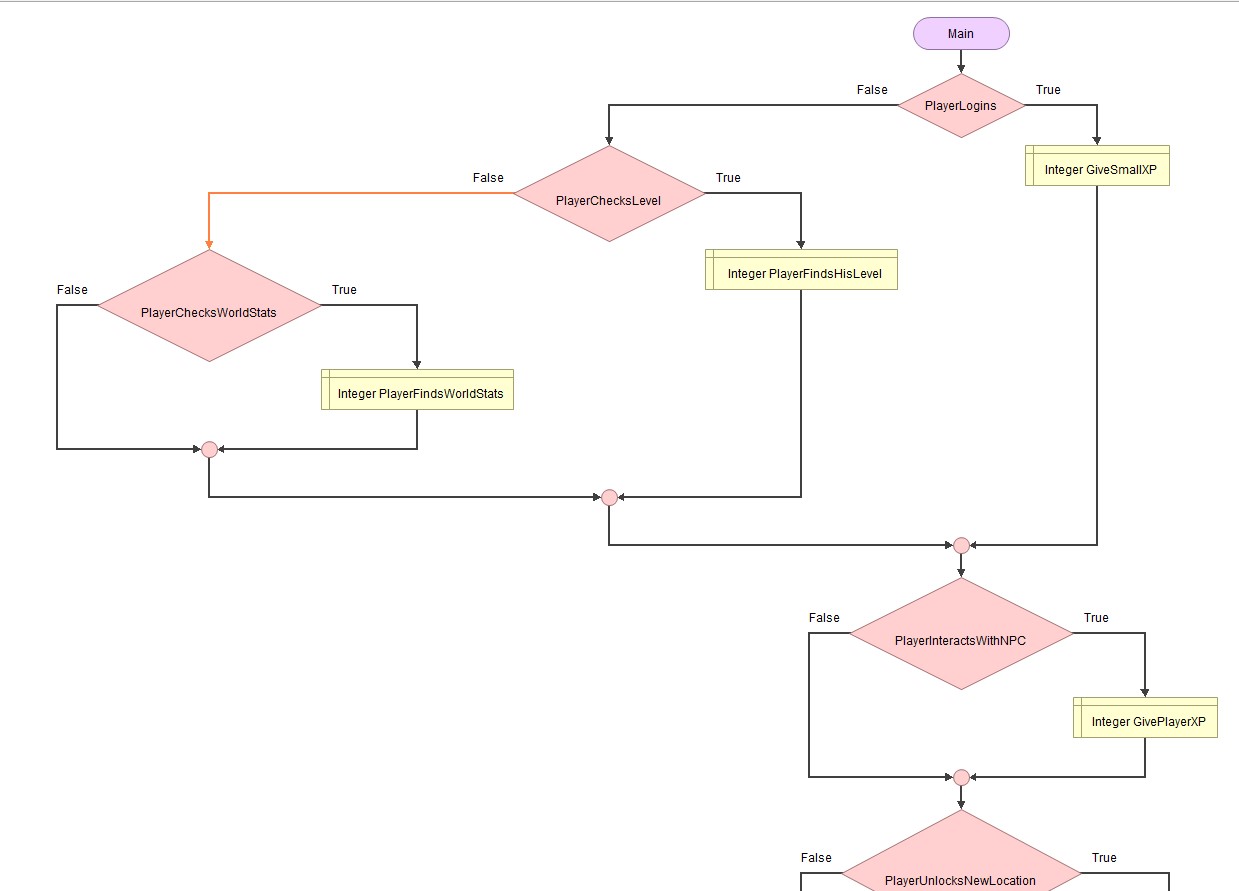 Main
False
True
PlayerLogins
Integer GiveSmallXP
False
True
PlayerChecksLevel
Integer PlayerFindsHisLevel
False
True
PlayerChecksWorldStats
Integer PlayerFindsWorldStats
False
True
PlayerInteractsWithNPC
Integer GivePlayerXP
False
True
PlayerUnlocksNewLocation